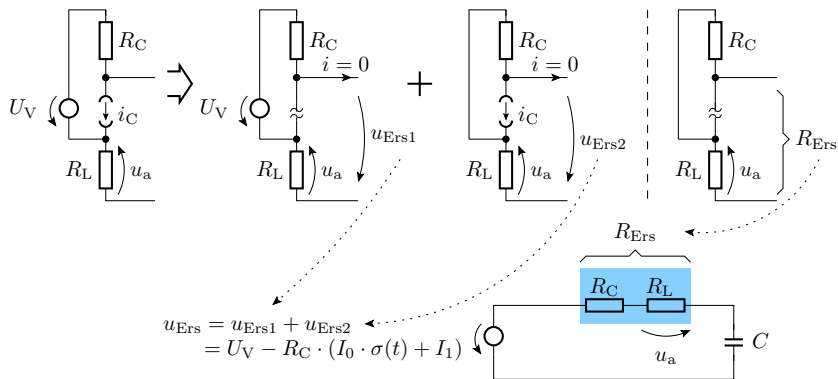 R_C
R_C i = 0
R_C i = 0
R_C
U_V i_C
U_V
i_C
u_Ers1
u_Ers2
R_Ers
R_L u_a
R_L u_a
R_L u_a
R_L u_a
R_Ers
R_C R_L
u_a
C
u_Ers = u_Ers1 + u_Ers2
= U_V − R_C · (I_0 · σ(t) + I_1)